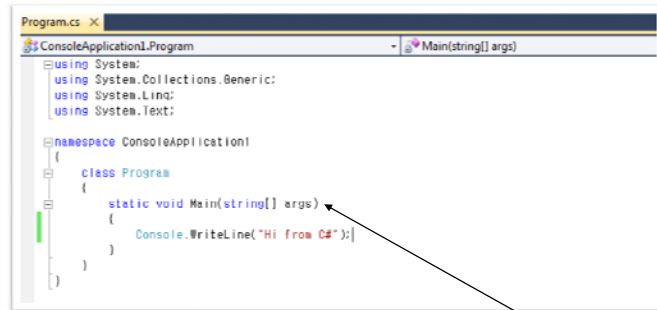 Program.cs ×
ConsoleApplication1.Program Main(string[] args)
using System;
using System.Collections.Generic;
using System.Linq;
using System.Text;
namespace ConsoleApplication1
{
class Program
{
static void Main(string[] args)
{
Console.WriteLine("Hi from C#");
}
}
}